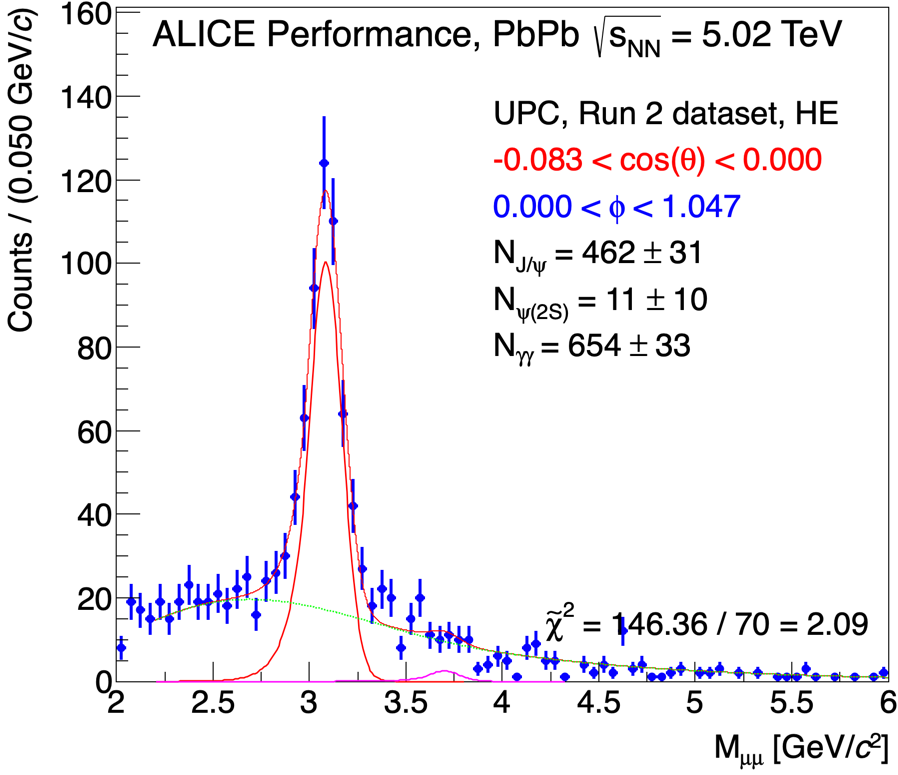 160
140
120
100
80
60
40
20
0
Counts / (0.050 GeV/c)
ALICE Performance, PbPb √sNN = 5.02 TeV
UPC, Run 2 dataset, HE
-0.083 < cos(θ) < 0.000
0.000 < ϕ < 1.047
NJ/ψ = 462 ± 31
Nψ(2S) = 11 ± 10
Nγγ = 654 ± 33
χ̃² = 146.36 / 70 = 2.09
2 2.5 3 3.5 4 4.5 5 5.5 6
Mμμ [GeV/c²]